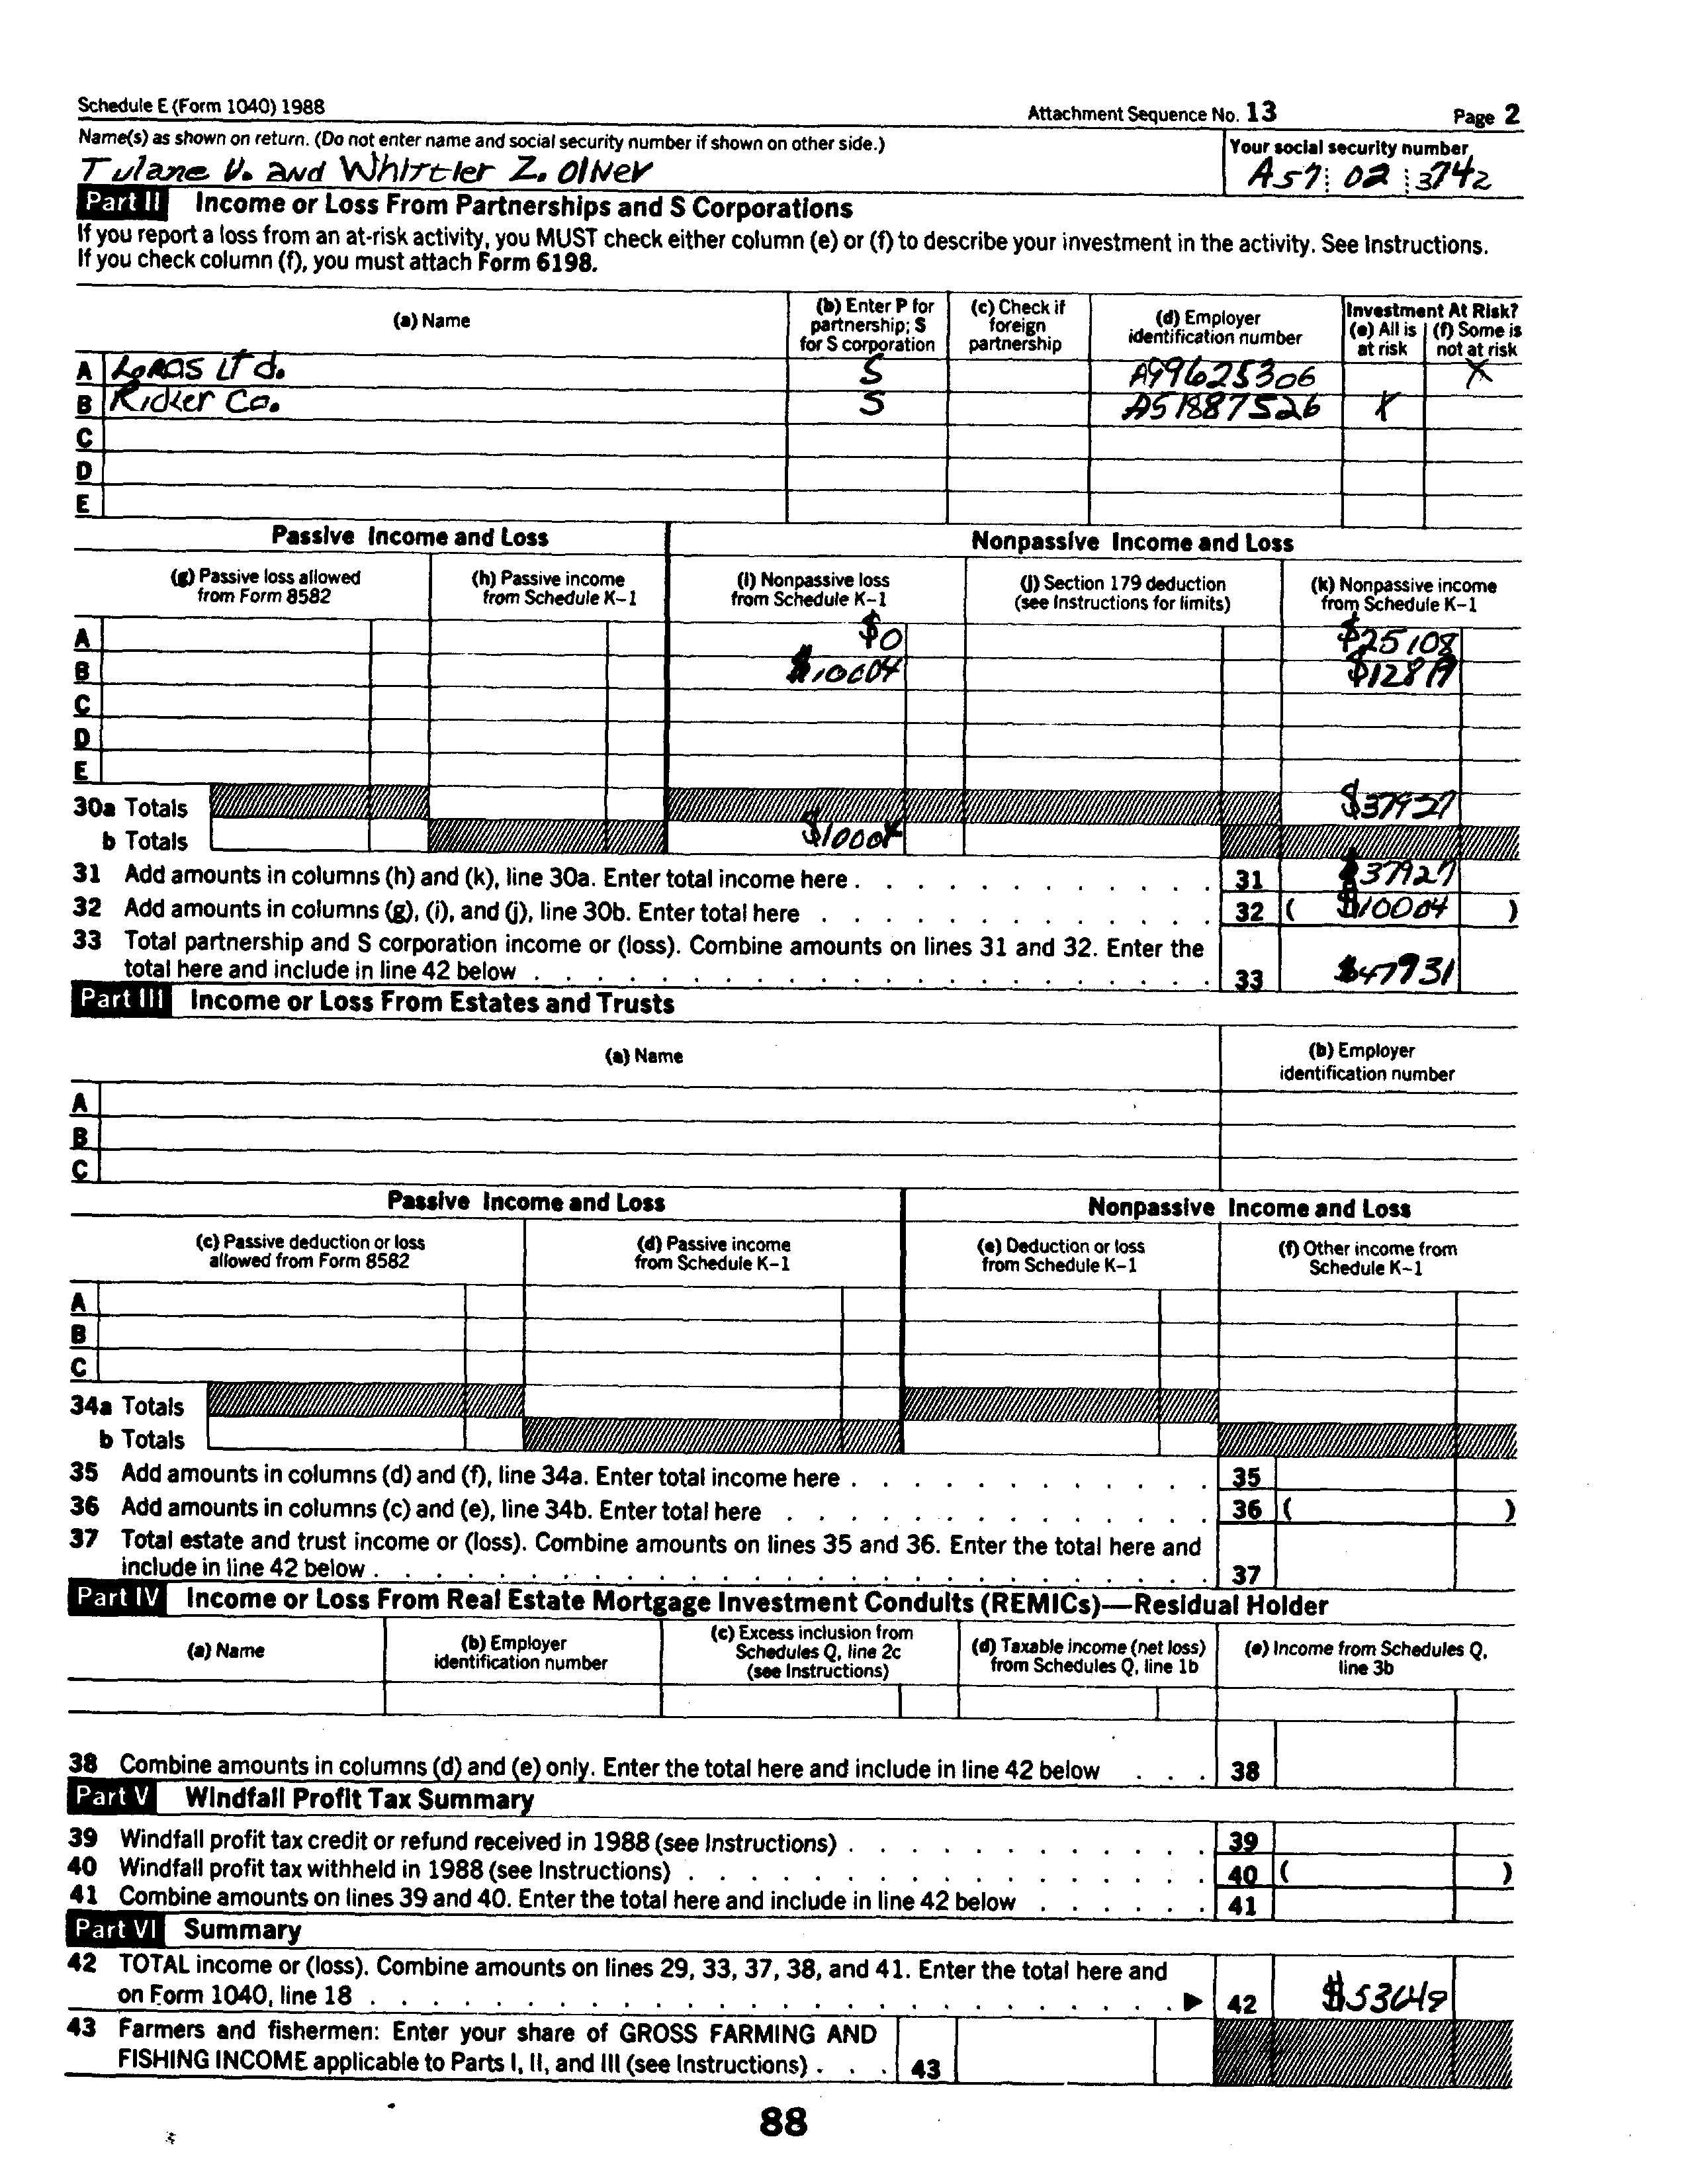 Schedule E (Form 1040) 1988 Attachment Sequence No. 13 Page 2
Name(s) as shown on return. (Do not enter name and social security number if shown on other side.) Your social security number
Tulane V. and Whittler Z. Oliver A57 02 3742
Part II Income or Loss From Partnerships and S Corporations
If you report a loss from an at-risk activity, you MUST check either column (e) or (f) to describe your investment in the activity. See Instructions.
If you check column (f), you must attach Form 6198.
(a) Name (b) Enter P for partnership; S for S corporation (c) Check if foreign partnership (d) Employer identification number Investment At Risk? (e) All is at risk (f) Some is not at risk
A Loras Ltd. S A99625306 X
B Ricker Co. S A51887526 X
C
D
E
Passive Income and Loss Nonpassive Income and Loss
(g) Passive loss allowed from Form 8582 (h) Passive income from Schedule K-1 (i) Nonpassive loss from Schedule K-1 (j) Section 179 deduction (see Instructions for limits) (k) Nonpassive income from Schedule K-1
A $0 $25108
B $10004 $12819
C
D
E
30a Totals $37927
b Totals $10004
31 Add amounts in columns (h) and (k), line 30a. Enter total income here 31 $37927
32 Add amounts in columns (g), (i), and (j), line 30b. Enter total here 32 ( $10004 )
33 Total partnership and S corporation income or (loss). Combine amounts on lines 31 and 32. Enter the
total here and include in line 42 below 33 $47931
Part III Income or Loss From Estates and Trusts
(a) Name (b) Employer identification number
A
B
C
Passive Income and Loss Nonpassive Income and Loss
(c) Passive deduction or loss allowed from Form 8582 (d) Passive income from Schedule K-1 (e) Deduction or loss from Schedule K-1 (f) Other income from Schedule K-1
A
B
C
34a Totals
b Totals
35 Add amounts in columns (d) and (f), line 34a. Enter total income here 35
36 Add amounts in columns (c) and (e), line 34b. Enter total here 36 ( )
37 Total estate and trust income or (loss). Combine amounts on lines 35 and 36. Enter the total here and
include in line 42 below 37
Part IV Income or Loss From Real Estate Mortgage Investment Conduits (REMICs)—Residual Holder
(a) Name (b) Employer identification number (c) Excess inclusion from Schedules Q, line 2c (see Instructions) (d) Taxable income (net loss) from Schedules Q, line 1b (e) Income from Schedules Q, line 3b
38 Combine amounts in columns (d) and (e) only. Enter the total here and include in line 42 below 38
Part V Windfall Profit Tax Summary
39 Windfall profit tax credit or refund received in 1988 (see Instructions) 39
40 Windfall profit tax withheld in 1988 (see Instructions) 40 ( )
41 Combine amounts on lines 39 and 40. Enter the total here and include in line 42 below 41
Part VI Summary
42 TOTAL income or (loss). Combine amounts on lines 29, 33, 37, 38, and 41. Enter the total here and
on Form 1040, line 18 42 $53649
43 Farmers and fishermen: Enter your share of GROSS FARMING AND
FISHING INCOME applicable to Parts I, II, and III (see Instructions) 43
88